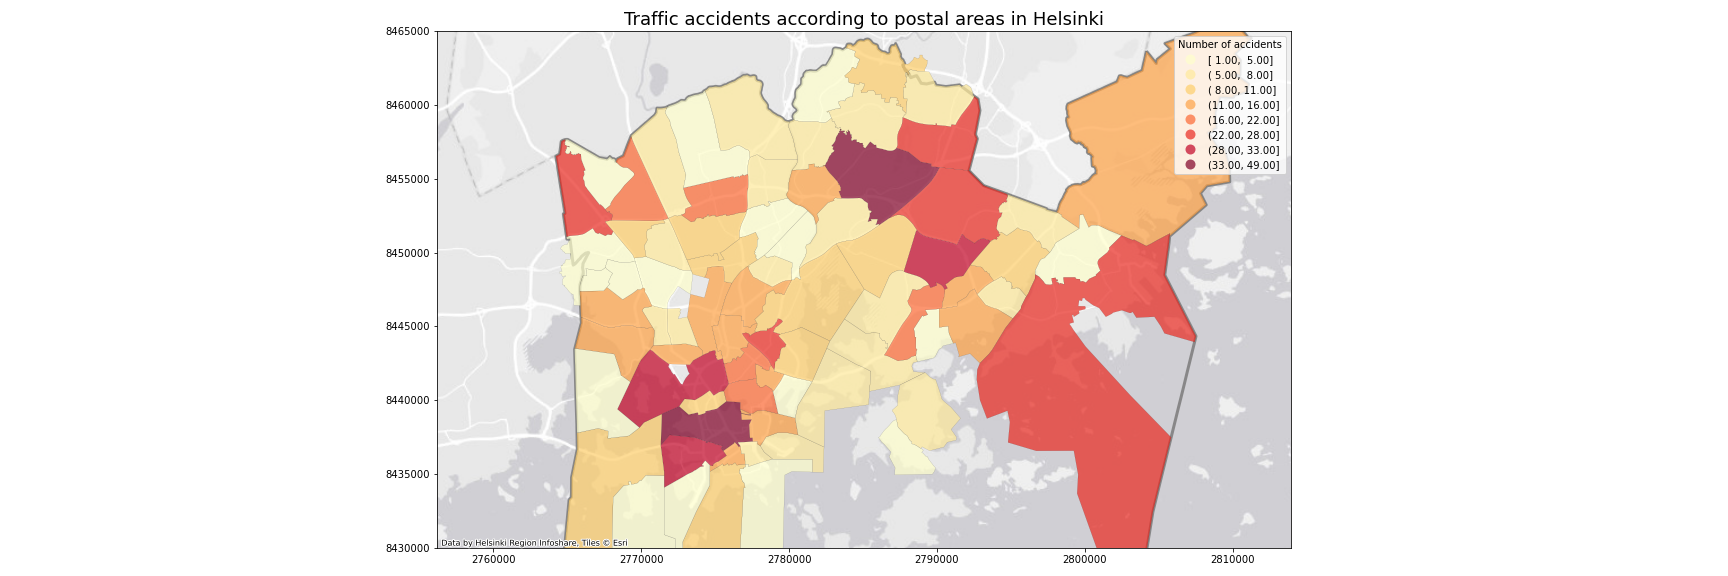 Traffic accidents according to postal areas in Helsinki
Number of accidents
[ 1.00,  5.00]
( 5.00,  8.00]
( 8.00, 11.00]
(11.00, 16.00]
(16.00, 22.00]
(22.00, 28.00]
(28.00, 33.00]
(33.00, 49.00]
8465000
8460000
8455000
8450000
8445000
8440000
8435000
8430000
Data by Helsinki Region Infoshare, Tiles © Esri
2760000 2770000 2780000 2790000 2800000 2810000